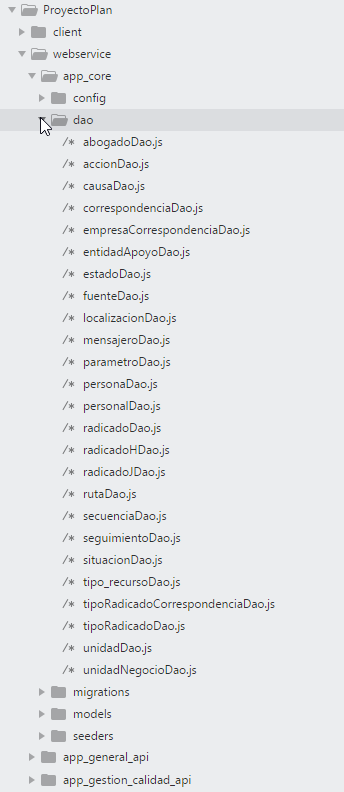 ProyectoPlan
client
webservice
app_core
config
dao
/* abogadoDao.js
/* accionDao.js
/* causaDao.js
/* correspondenciaDao.js
/* empresaCorrespondenciaDao.js
/* entidadApoyoDao.js
/* estadoDao.js
/* fuenteDao.js
/* localizacionDao.js
/* mensajeroDao.js
/* parametroDao.js
/* personaDao.js
/* personalDao.js
/* radicadoDao.js
/* radicadoHDao.js
/* radicadoJDao.js
/* rutaDao.js
/* secuenciaDao.js
/* seguimientoDao.js
/* situacionDao.js
/* tipo_recursoDao.js
/* tipoRadicadoCorrespondenciaDao.js
/* tipoRadicadoDao.js
/* unidadDao.js
/* unidadNegocioDao.js
migrations
models
seeders
app_general_api
app_gestion_calidad_api